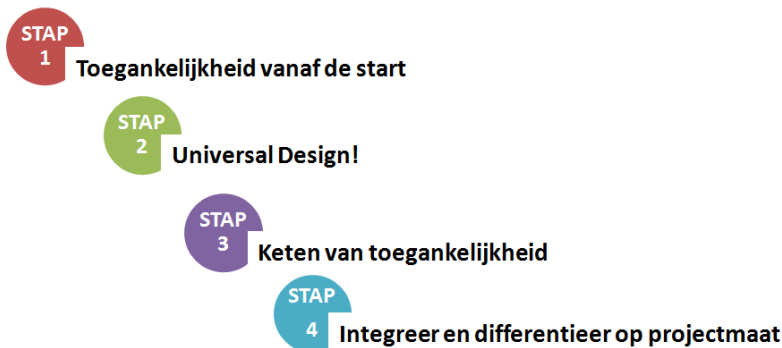 STAP
1
Toegankelijkheid vanaf de start
STAP
2
Universal Design!
STAP
3
Keten van toegankelijkheid
STAP
4
Integreer en differentieer op projectmaat